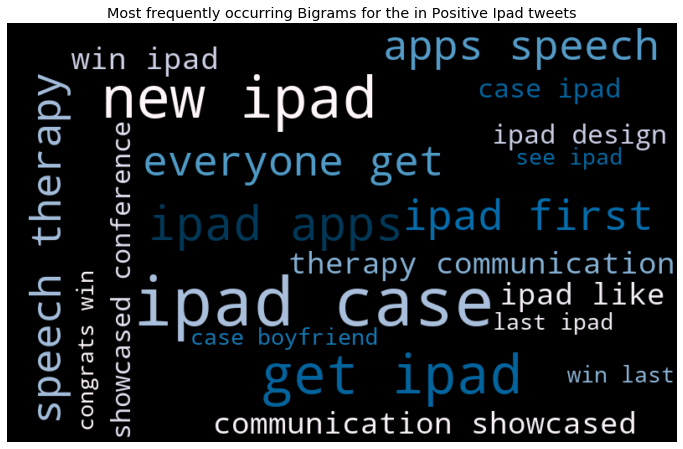 Most frequently occurring Bigrams for the in Positive Ipad tweets
win ipad
apps speech
new ipad
case ipad
ipad design
see ipad
everyone get
speech therapy
showcased conference
ipad apps
ipad first
therapy communication
congrats win
ipad case
ipad like
last ipad
case boyfriend
get ipad
win last
communication showcased